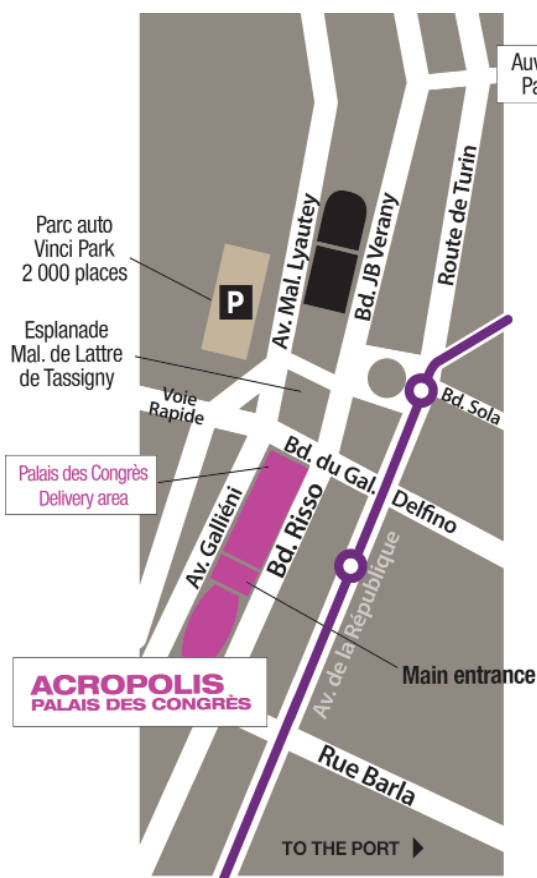 Auv
Pa
Parc auto
Vinci Park
2 000 places
P
Av. Mal. Lyautey
Bd. JB Verany
Route de Turin
Esplanade
Mal. de Lattre
de Tassigny
Voie
Rapide
Bd. Sola
Bd. du Gal. Delfino
Palais des Congrès
Delivery area
Av. Galliéni
Bd. Risso
Av. de la République
Main entrance
ACROPOLIS
PALAIS DES CONGRÈS
Rue Barla
TO THE PORT